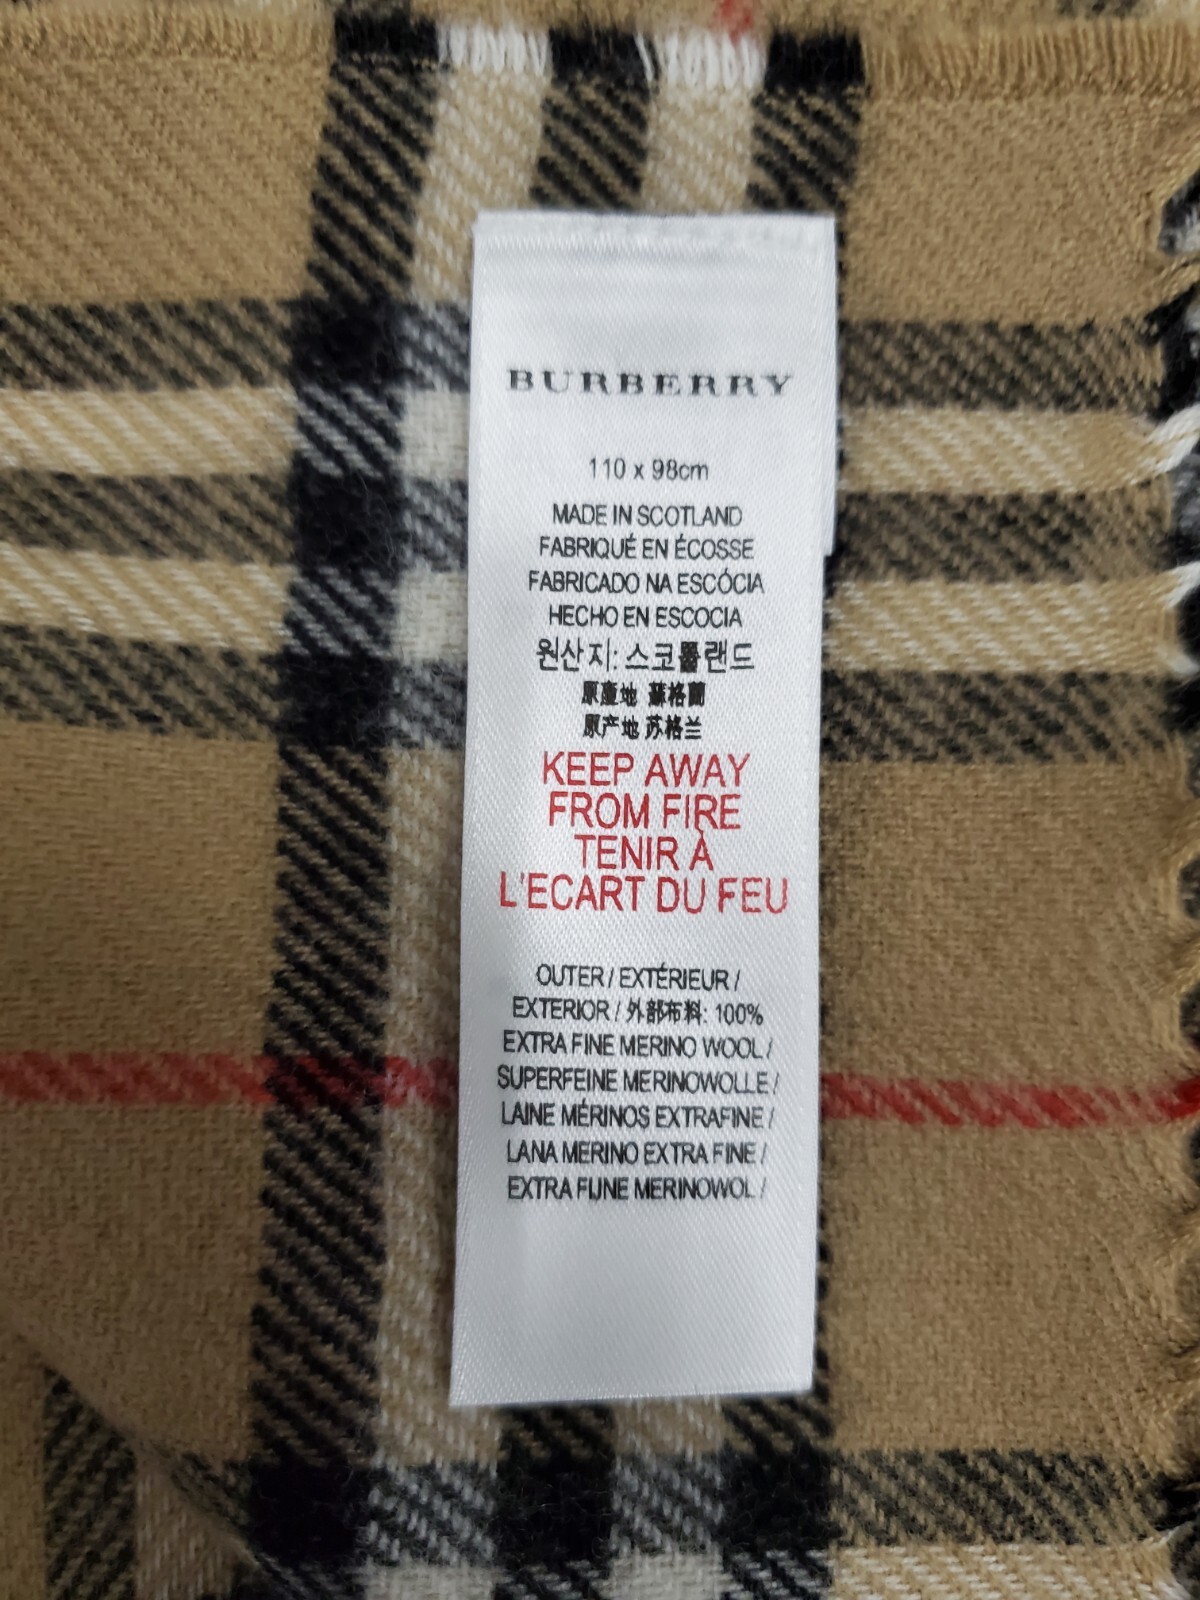 BURBERRY
110 x 98cm
MADE IN SCOTLAND
FABRIQUÉ EN ÉCOSSE
FABRICADO NA ESCÓCIA
HECHO EN ESCOCIA
원산지: 스코틀랜드
原產地 蘇格蘭
原产地 苏格兰
KEEP AWAY
FROM FIRE
TENIR À
L'ECART DU FEU
OUTER / EXTÉRIEUR /
EXTERIOR / 外部布料: 100%
EXTRA FINE MERINO WOOL /
SUPERFEINE MERINOWOLLE /
LAINE MÉRINOS EXTRAFINE /
LANA MERINO EXTRA FINE /
EXTRA FIJNE MERINOWOL /